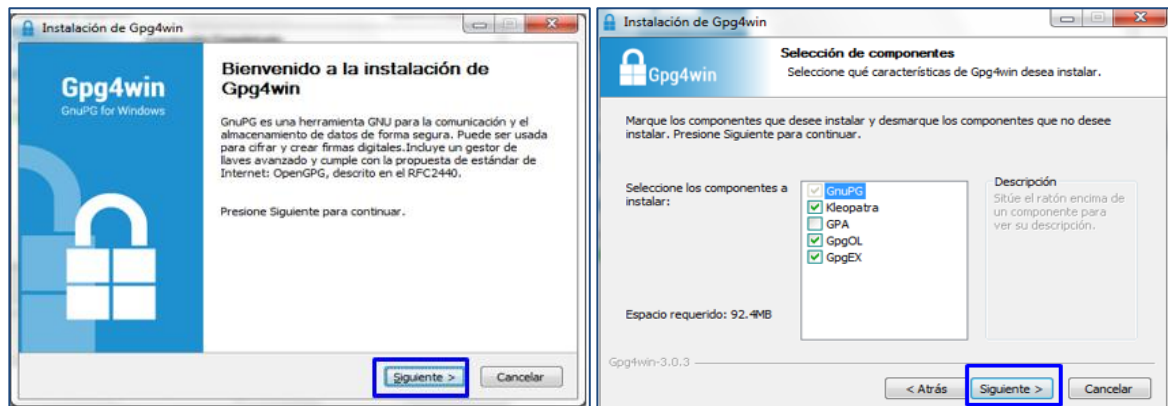 Instalación de Gpg4win
Gpg4win
GnuPG for Windows
Bienvenido a la instalación de
Gpg4win
GnuPG es una herramienta GNU para la comunicación y el
almacenamiento de datos de forma segura. Puede ser usada
para cifrar y crear firmas digitales.Indluye un gestor de
llaves avanzado y cumple con la propuesta de estándar de
Internet: OpenGPG, descrito en el RFC2440.
Presione Siguiente para continuar.
Siguiente >
Cancelar
Instalación de Gpg4win
Gpg4win
Selección de componentes
Seleccione qué características de Gpg4win desea instalar.
Marque los componentes que desee instalar y desmarque los componentes que no desee
instalar. Presione Siguiente para continuar.
Seleccione los componentes a
instalar:
GnuPG
Kleopatra
GPA
GpgOL
GpgEX
Descripción
Sitúe el ratón encima de
un componente para
ver su descripción.
Espacio requerido: 92.4MB
Gpg4win-3.0.3
< Atrás
Siguiente >
Cancelar